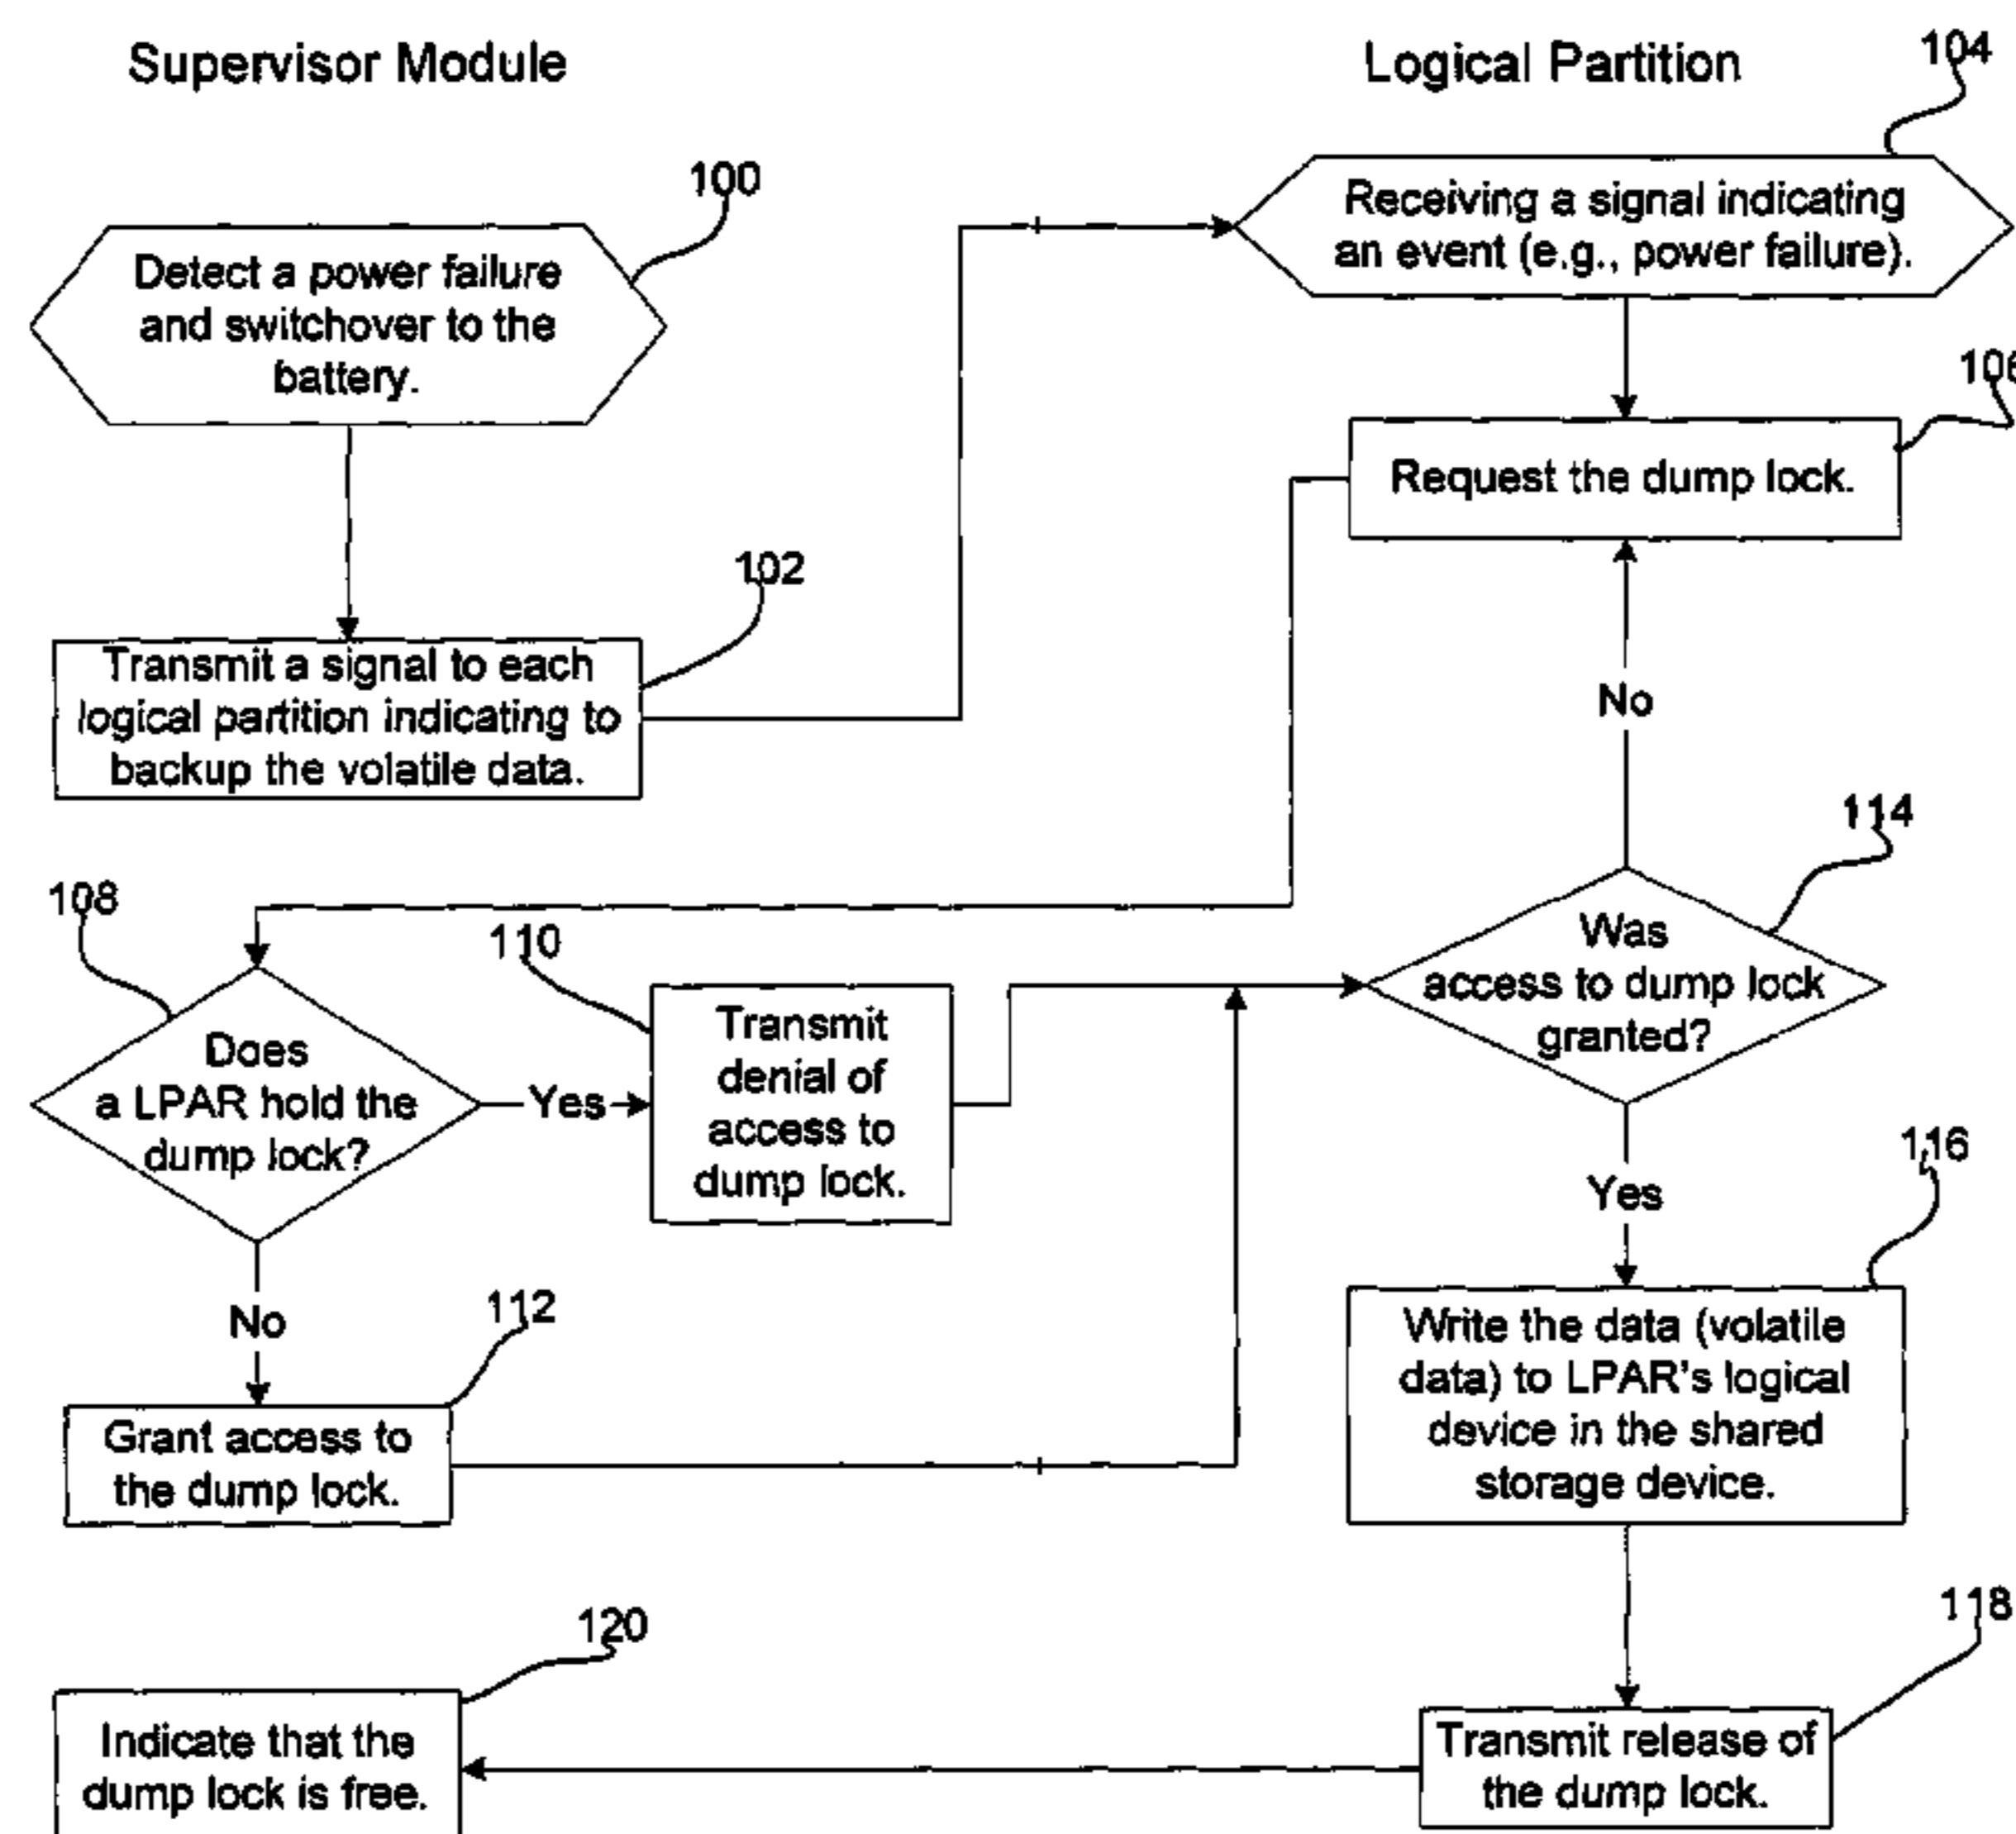 Supervisor Module
Logical Partition
104
100
Receiving a signal indicating
an event (e.g., power failure).
Detect a power failure
and switchover to the
battery.
106
Request the dump lock.
102
Transmit a signal to each
logical partition indicating to
backup the volatile data.
No
114
108
110
Was
access to dump lock
granted?
Does
a LPAR hold the
dump lock?
Yes
Transmit
denial of
access to
dump lock.
116
Yes
No
112
Write the data (volatile
data) to LPAR's logical
device in the shared
storage device.
Grant access to
the dump lock.
120
118
Indicate that the
dump lock is free.
Transmit release of
the dump lock.